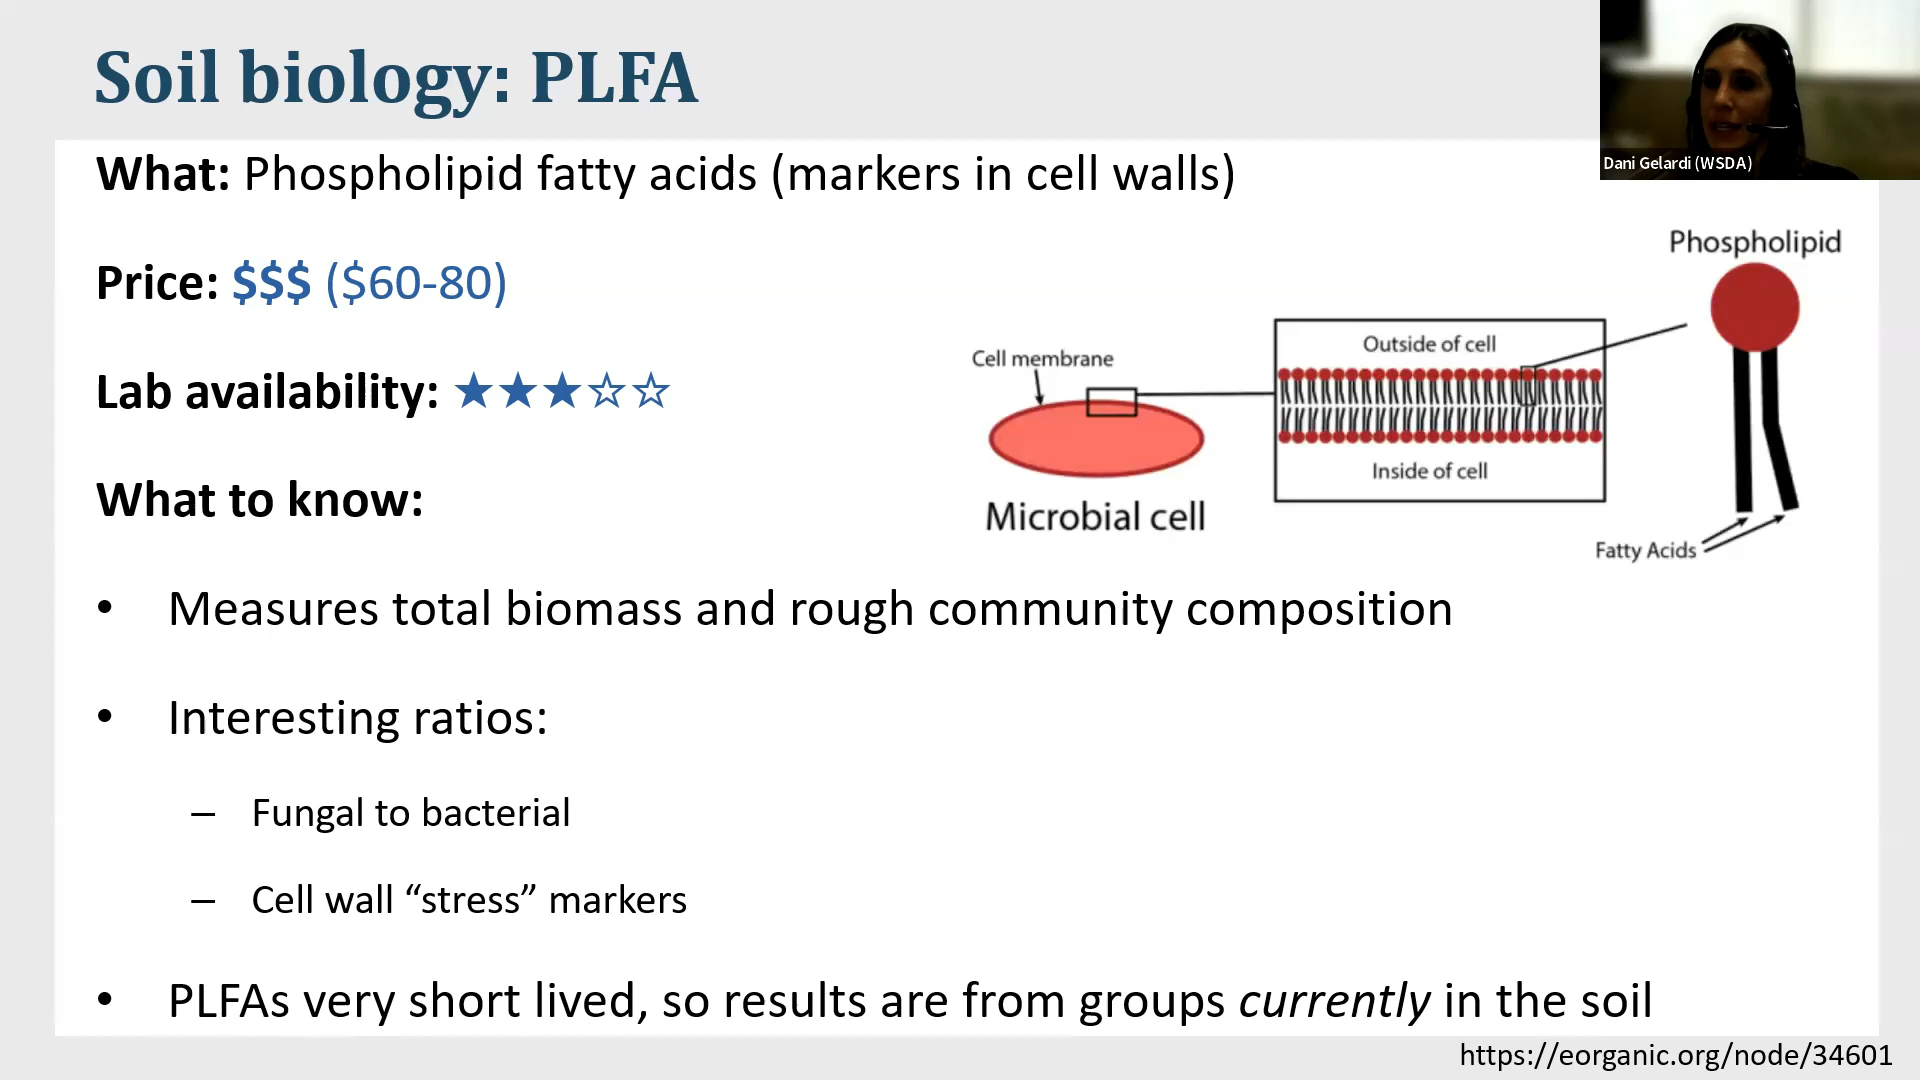 Soil biology: PLFA
Dani Gelardi (WSDA)
What: Phospholipid fatty acids (markers in cell walls)
Price: $$$ ($60-80)
Lab availability: ★★★☆☆
What to know:
Phospholipid
Outside of cell
Cell membrane
Inside of cell
Microbial cell
Fatty Acids
• Measures total biomass and rough community composition
• Interesting ratios:
– Fungal to bacterial
– Cell wall “stress” markers
• PLFAs very short lived, so results are from groups currently in the soil
https://eorganic.org/node/34601